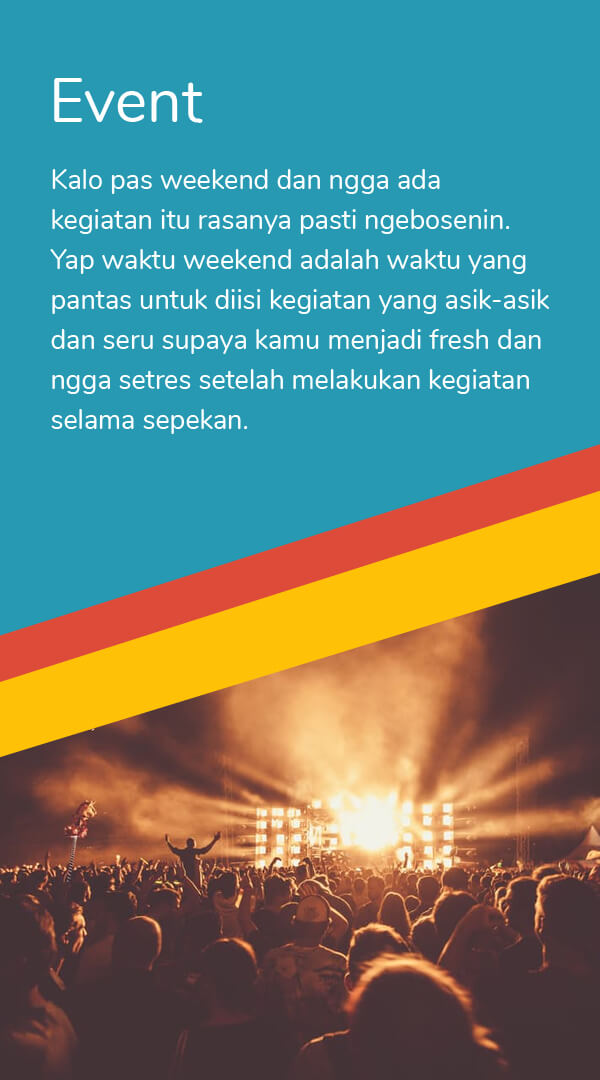 Event
Kalo pas weekend dan ngga ada
kegiatan itu rasanya pasti ngebosenin.
Yap waktu weekend adalah waktu yang
pantas untuk diisi kegiatan yang asik-asik
dan seru supaya kamu menjadi fresh dan
ngga setres setelah melakukan kegiatan
selama sepekan.